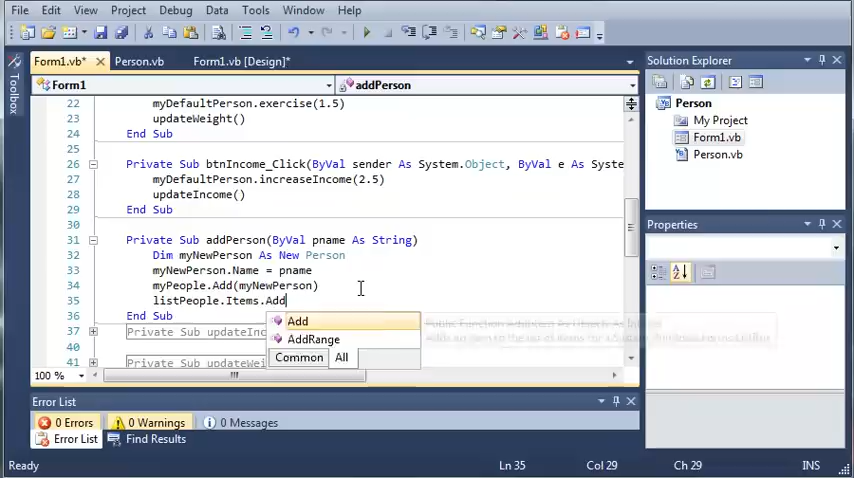 File Edit View Project Debug Data Tools Window Help
Form1.vb* Person.vb Form1.vb [Design]*
Form1 addPerson
Toolbox
22 myDefaultPerson.exercise(1.5)
23 updateWeight()
24 End Sub
25
26 Private Sub btnIncome_Click(ByVal sender As System.Object, ByVal e As Syste
27 myDefaultPerson.increaseIncome(2.5)
28 updateIncome()
29 End Sub
30
31 Private Sub addPerson(ByVal pname As String)
32 Dim myNewPerson As New Person
33 myNewPerson.Name = pname
34 myPeople.Add(myNewPerson)
35 listPeople.Items.Add
36 End Sub
37 Private Sub updateInc
40
41 Private Sub updateWei
Add
AddRange
Common All
100 %
Error List
0 Errors 0 Warnings 0 Messages
Error List Find Results
Ready Ln 35 Col 29 Ch 29 INS
Solution Explorer
Person
My Project
Form1.vb
Person.vb
Properties